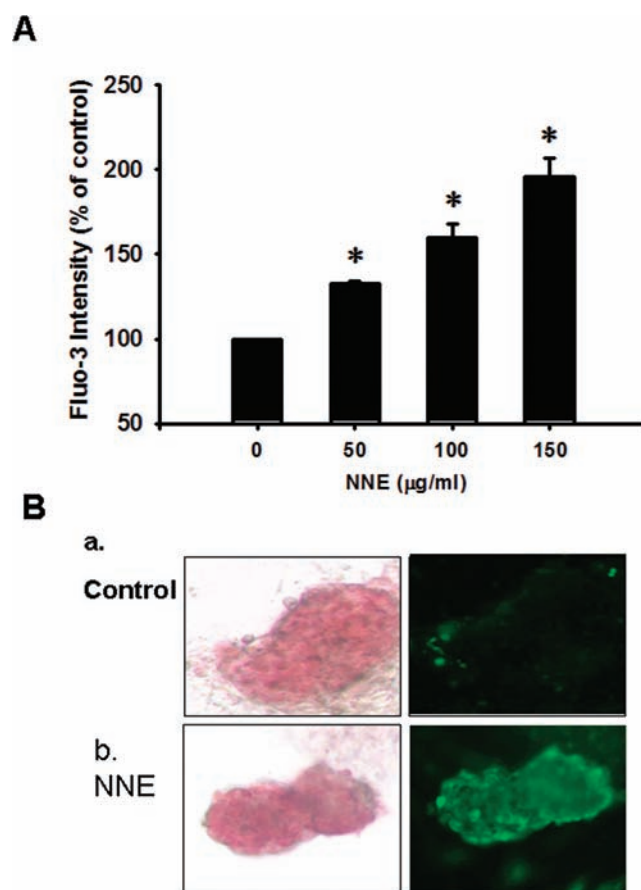 A
Fluo-3 Intensity (% of control)
250
200
150
100
50
*
*
*
0 50 100 150
NNE (μg/ml)
B
a.
Control
b.
NNE